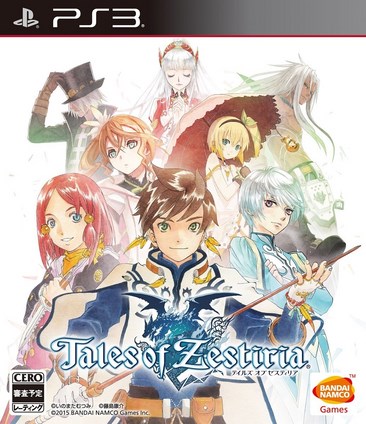 PS3
Tales of Zestiria
テイルズ オブ ゼスティリア
CERO
審査予定
レーティング
©いのまたむつみ ©藤島康介
©2015 BANDAI NAMCO Games Inc.
BANDAI
NAMCO
Games
™